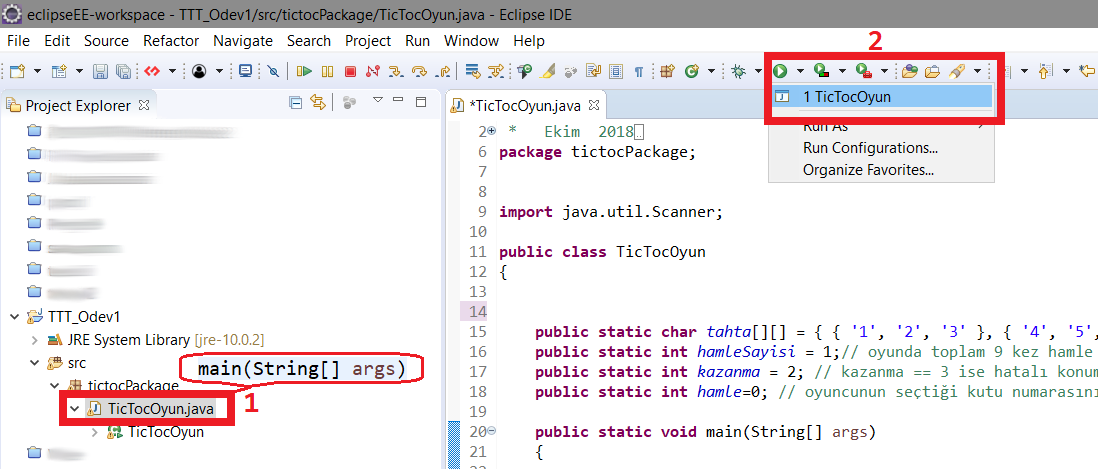 eclipseEE-workspace - TTT_Odev1/src/tictocPackage/TicTocOyun.java - Eclipse IDE
File Edit Source Refactor Navigate Search Project Run Window Help
2
Project Explorer
*TicTocOyun.java
1 TicTocOyun
Run As
Run Configurations...
Organize Favorites...
2 * Ekim 2018
6 package tictocPackage;
7
8
9 import java.util.Scanner;
10
11 public class TicTocOyun
12 {
13
14
15 public static char tahta[][] = { { '1', '2', '3' }, { '4', '5',
16 public static int hamleSayisi = 1;// oyunda toplam 9 kez hamle
17 public static int kazanma = 2; // kazanma == 3 ise hatalı konum
18 public static int hamle=0; // oyuncunun seçtiği kutu numarasını
19
20 public static void main(String[] args)
21 {
TTT_Odev1
JRE System Library [jre-10.0.2]
src
main(String[] args)
tictocPackage
TicTocOyun.java
1
TicTocOyun